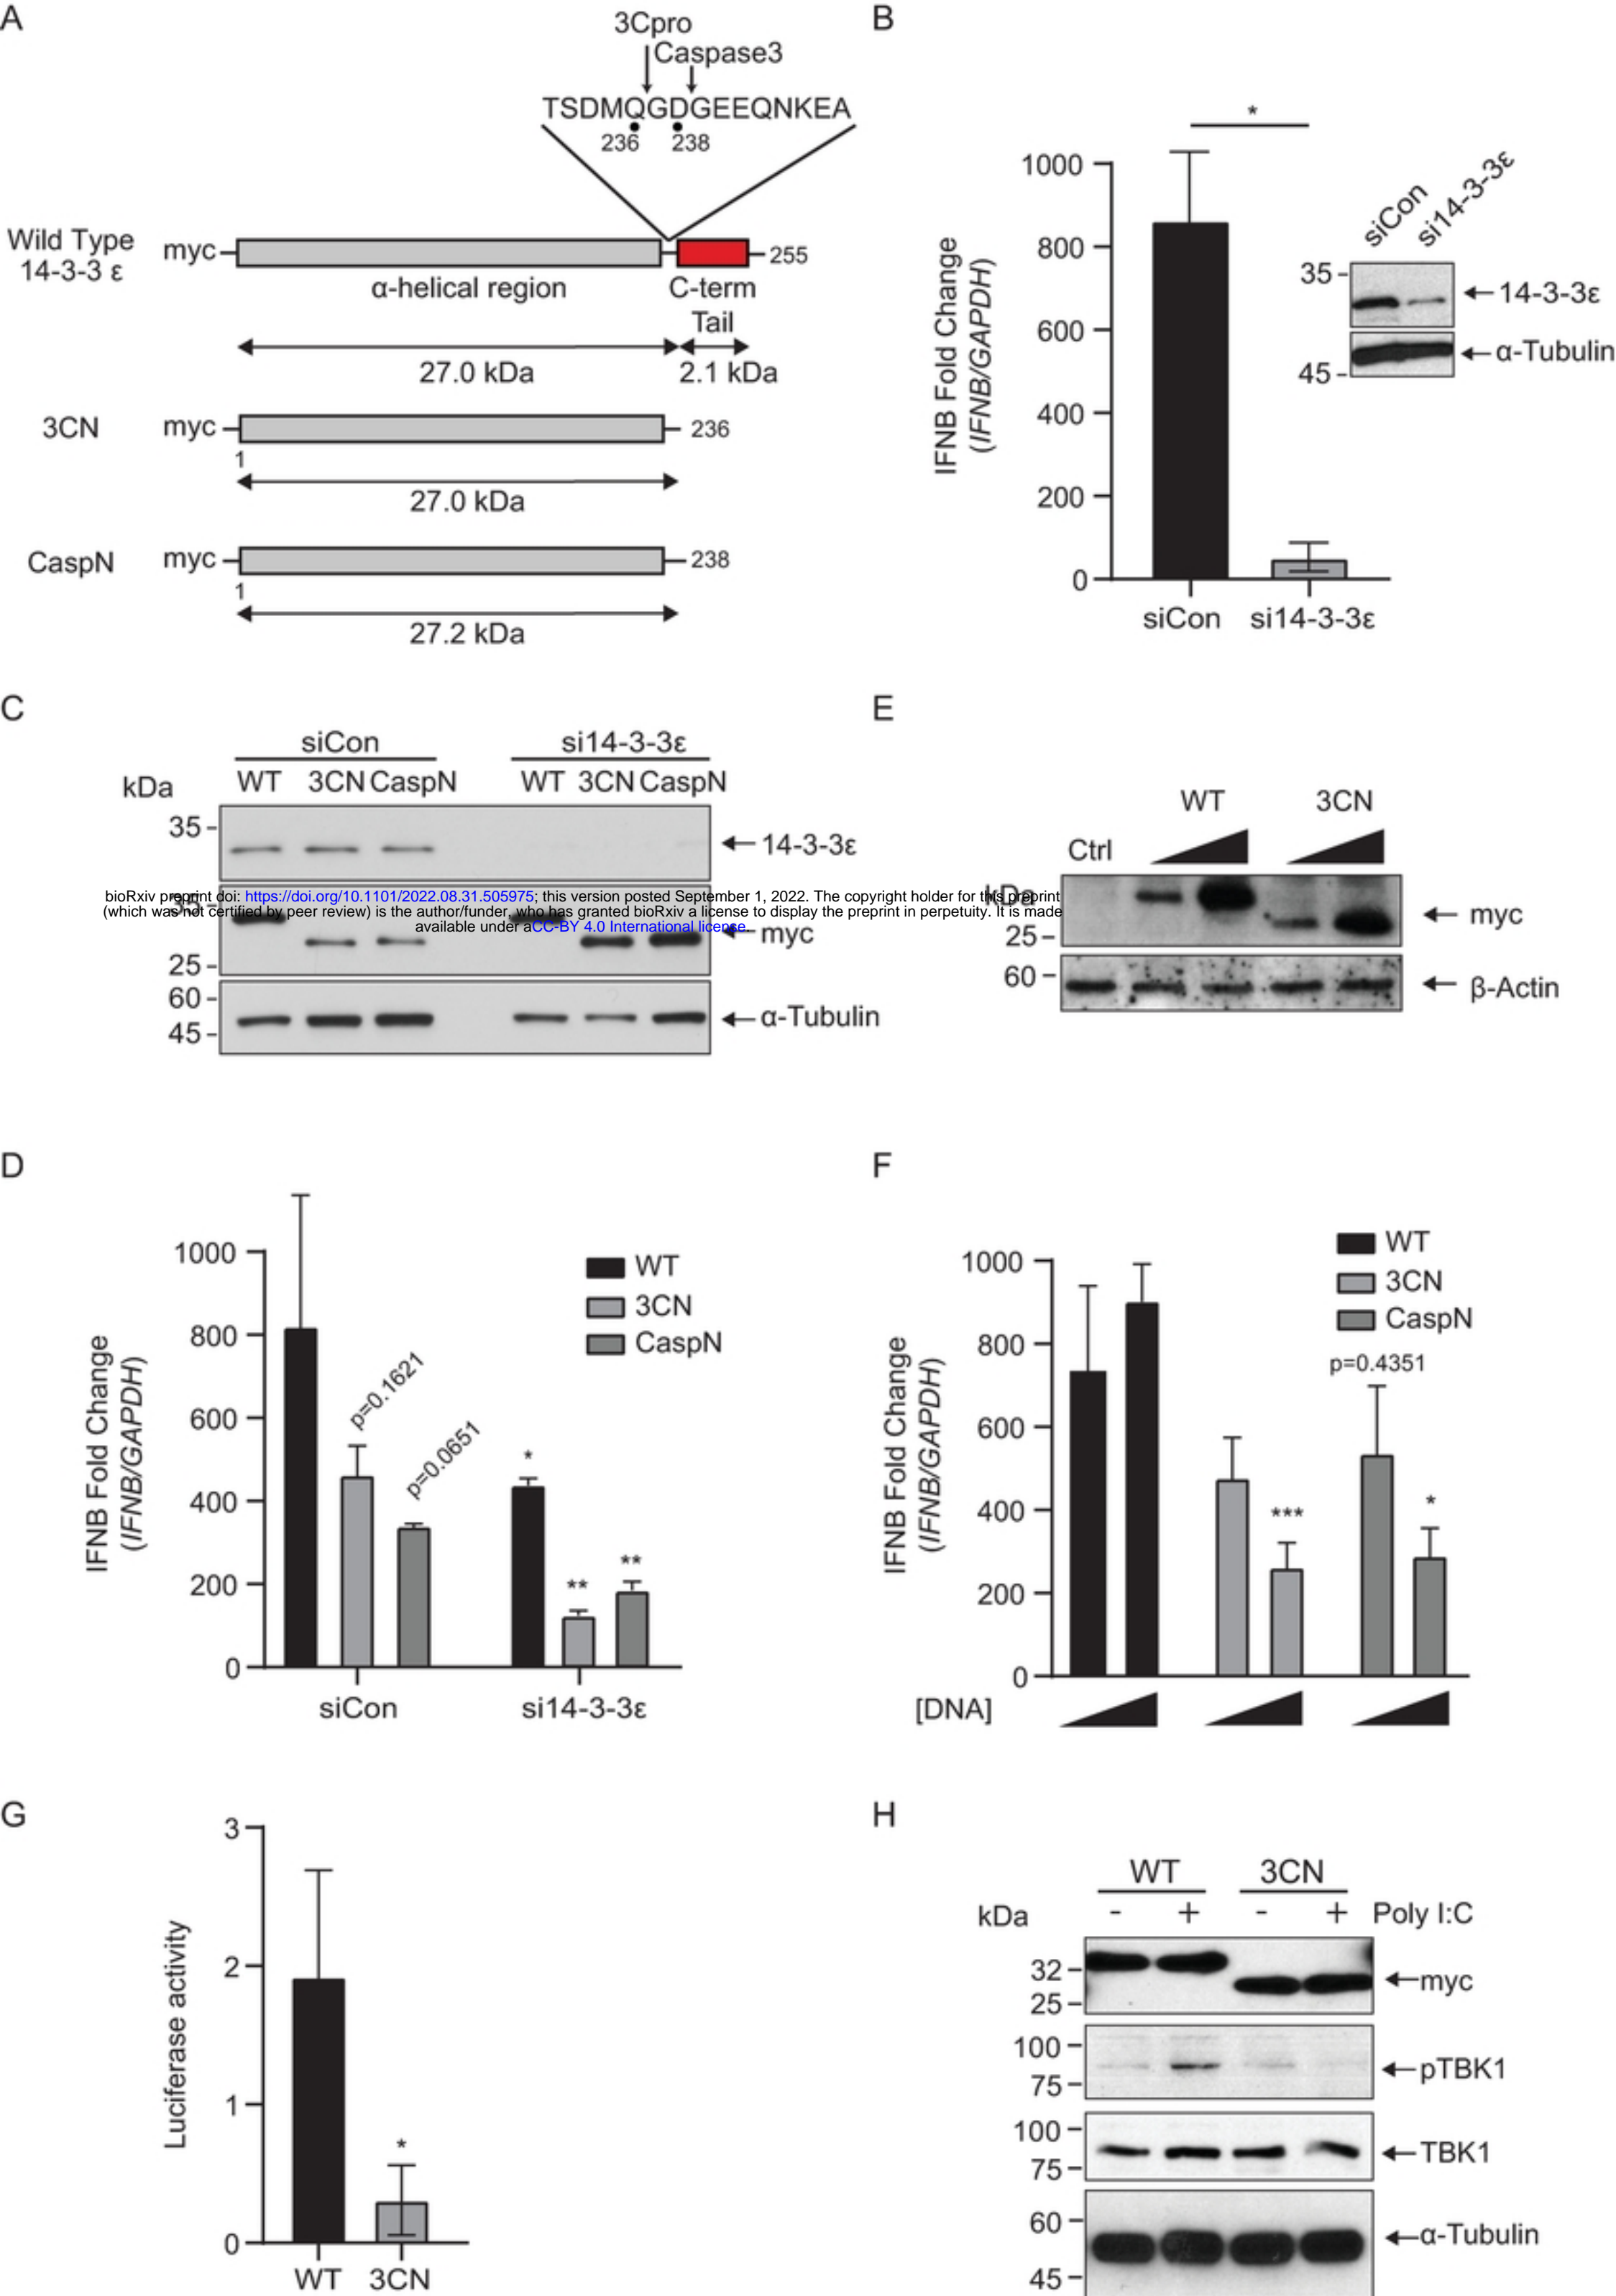 A
3Cpro
Caspase3
TSDMQGDGEEQNKEA
236 238
Wild Type
14-3-3 ε
myc
255
α-helical region
C-term
Tail
27.0 kDa
2.1 kDa
3CN
myc
236
1
27.0 kDa
CaspN
myc
238
1
27.2 kDa
B
*
IFNB Fold Change
(IFNB/GAPDH)
1000
800
600
400
200
0
siCon si14-3-3ε
siCon si14-3-3ε
35
14-3-3ε
α-Tubulin
45
C
siCon si14-3-3ε
kDa
WT 3CN CaspN WT 3CN CaspN
35
14-3-3ε
35
myc
25
60
α-Tubulin
45
bioRxiv preprint doi: https://doi.org/10.1101/2022.08.31.505975; this version posted September 1, 2022. The copyright holder for this preprint
(which was not certified by peer review) is the author/funder, who has granted bioRxiv a license to display the preprint in perpetuity. It is made
available under aCC-BY 4.0 International license.
E
WT 3CN
Ctrl
kDa
myc
25
60
β-Actin
D
IFNB Fold Change
(IFNB/GAPDH)
1000
800
600
400
200
0
p=0.1621
p=0.0651
*
**
**
WT
3CN
CaspN
siCon si14-3-3ε
F
IFNB Fold Change
(IFNB/GAPDH)
1000
800
600
400
200
0
WT
3CN
CaspN
p=0.4351
***
*
[DNA]
G
Luciferase activity
3
2
1
0
*
WT 3CN
H
WT 3CN
kDa
- + - + Poly I:C
32
myc
25
100
pTBK1
75
100
TBK1
75
60
α-Tubulin
45